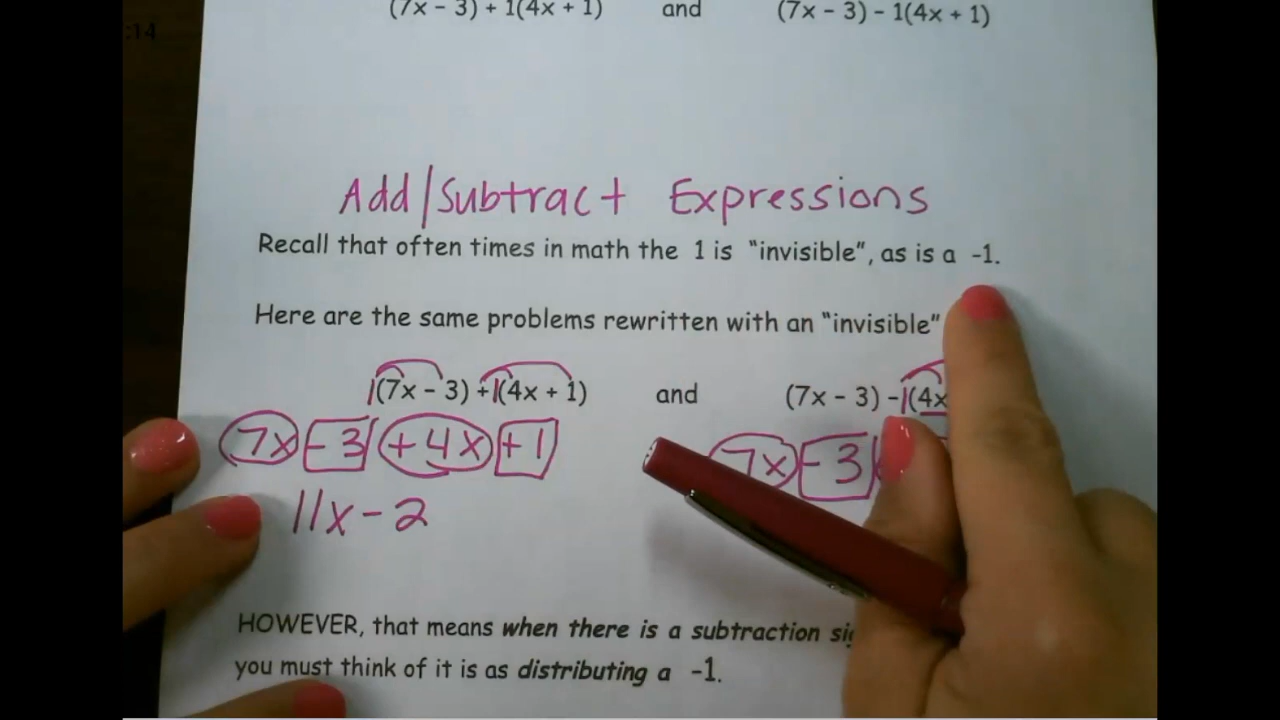 :14
(7x – 3) + 1(4x + 1) and (7x – 3) – 1(4x + 1)
Add/Subtract Expressions
Recall that often times in math the 1 is "invisible", as is a -1.
Here are the same problems rewritten with an "invisible"
1(7x – 3) +1(4x + 1) and (7x – 3) -1(4x
7x -3 +4x +1 7x -3
11x - 2
HOWEVER, that means when there is a subtraction
you must think of it is as distributing a -1.